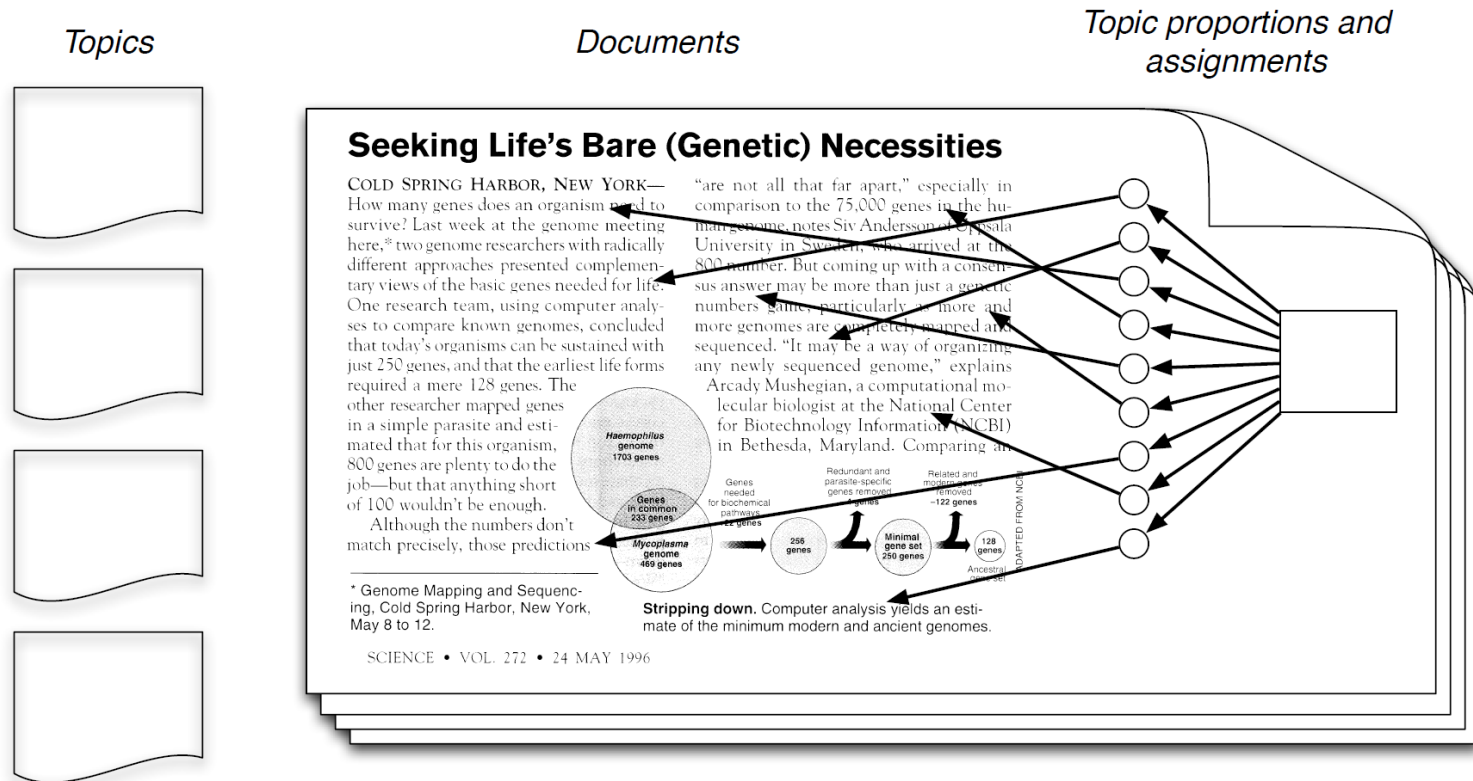 Topics
Documents
Topic proportions and
assignments
Seeking Life's Bare (Genetic) Necessities
COLD SPRING HARBOR, NEW YORK—
How many genes does an organism need to
survive? Last week at the genome meeting
here,* two genome researchers with radically
different approaches presented complemen-
tary views of the basic genes needed for life.
One research team, using computer analy-
ses to compare known genomes, concluded
that today's organisms can be sustained with
just 250 genes, and that the earliest life forms
required a mere 128 genes. The
other researcher mapped genes
in a simple parasite and esti-
mated that for this organism,
800 genes are plenty to do the
job—but that anything short
of 100 wouldn't be enough.
Although the numbers don't
match precisely, those predictions
* Genome Mapping and Sequenc-
ing, Cold Spring Harbor, New York,
May 8 to 12.
"are not all that far apart," especially in
comparison to the 75,000 genes in the hu-
man genome, notes Siv Andersson of Uppsala
University in Sweden, who arrived at the
800 number. But coming up with a consen-
sus answer may be more than just a genetic
numbers game, particularly as more and
more genomes are completely mapped and
sequenced. "It may be a way of organizing
any newly sequenced genome," explains
Arcady Mushegian, a computational mo-
lecular biologist at the National Center
for Biotechnology Information (NCBI)
in Bethesda, Maryland. Comparing an
Haemophilus
genome
1703 genes
Genes
in common
233 genes
Mycoplasma
genome
469 genes
Genes
needed
for biochemical
pathways
22 genes
256
genes
Redundant and
parasite-specific
genes removed
genes
Minimal
gene set
250 genes
Related and
modern genes
removed
–122 genes
128
genes
Ancestral
gene set
ADAPTED FROM NCBI
Stripping down. Computer analysis yields an esti-
mate of the minimum modern and ancient genomes.
SCIENCE • VOL. 272 • 24 MAY 1996